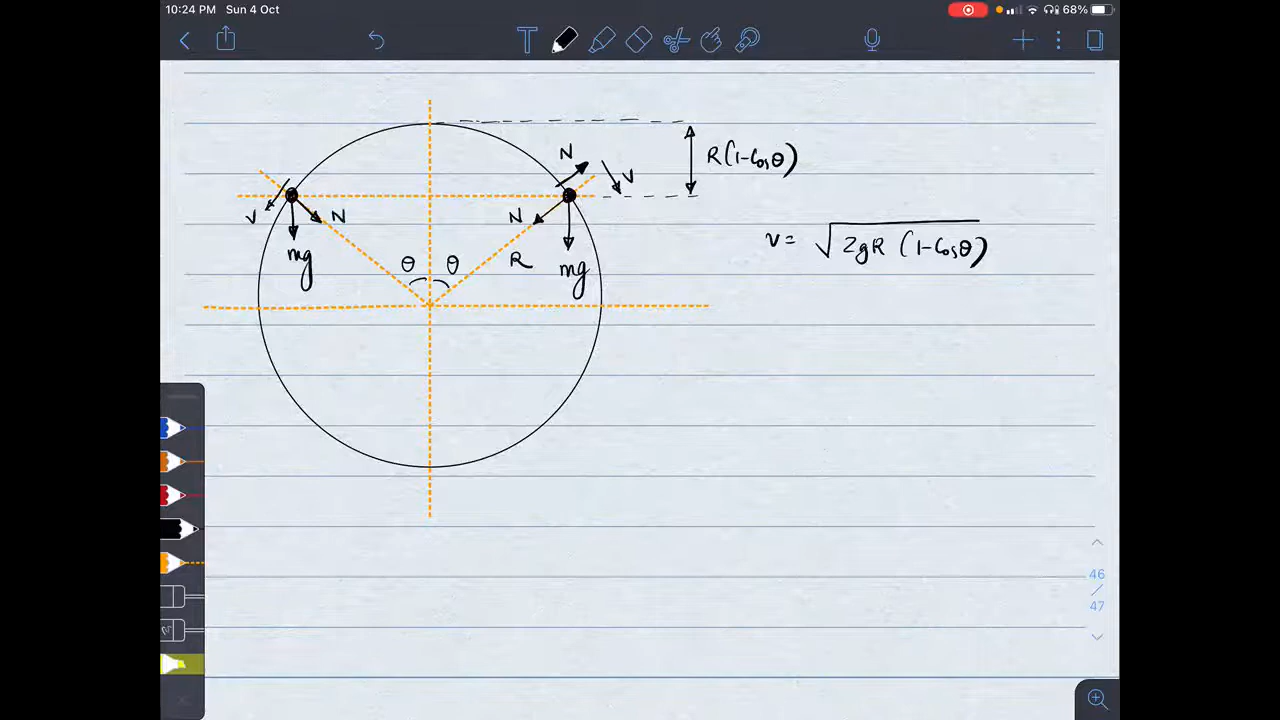 10:24 PM Sun 4 Oct
68%
T
N
V
R(1-Cosθ)
V
N
N
v= √2gR (1-Cosθ)
mg
θ
θ
R
mg
46
/
47